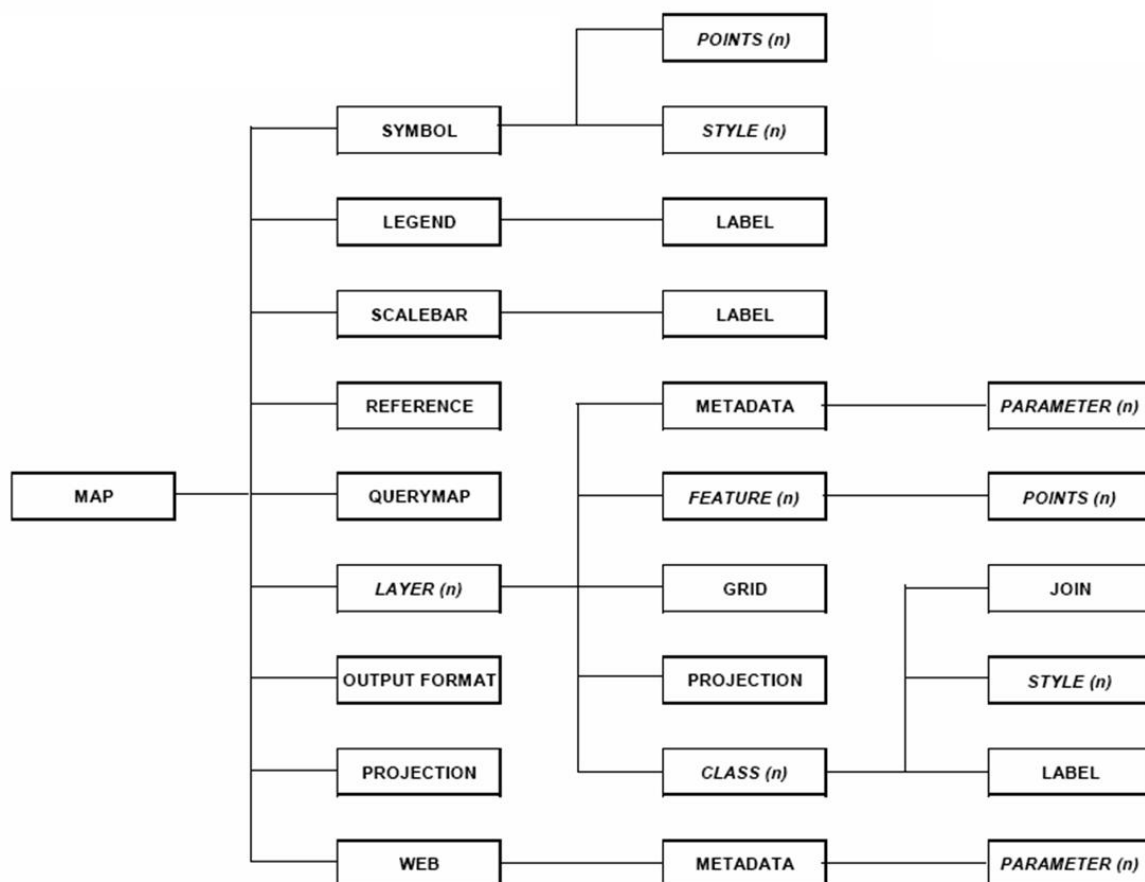 POINTS (n)
SYMBOL
STYLE (n)
LEGEND
LABEL
SCALEBAR
LABEL
REFERENCE
METADATA
PARAMETER (n)
MAP
QUERYMAP
FEATURE (n)
POINTS (n)
LAYER (n)
GRID
JOIN
OUTPUT FORMAT
PROJECTION
STYLE (n)
PROJECTION
CLASS (n)
LABEL
WEB
METADATA
PARAMETER (n)